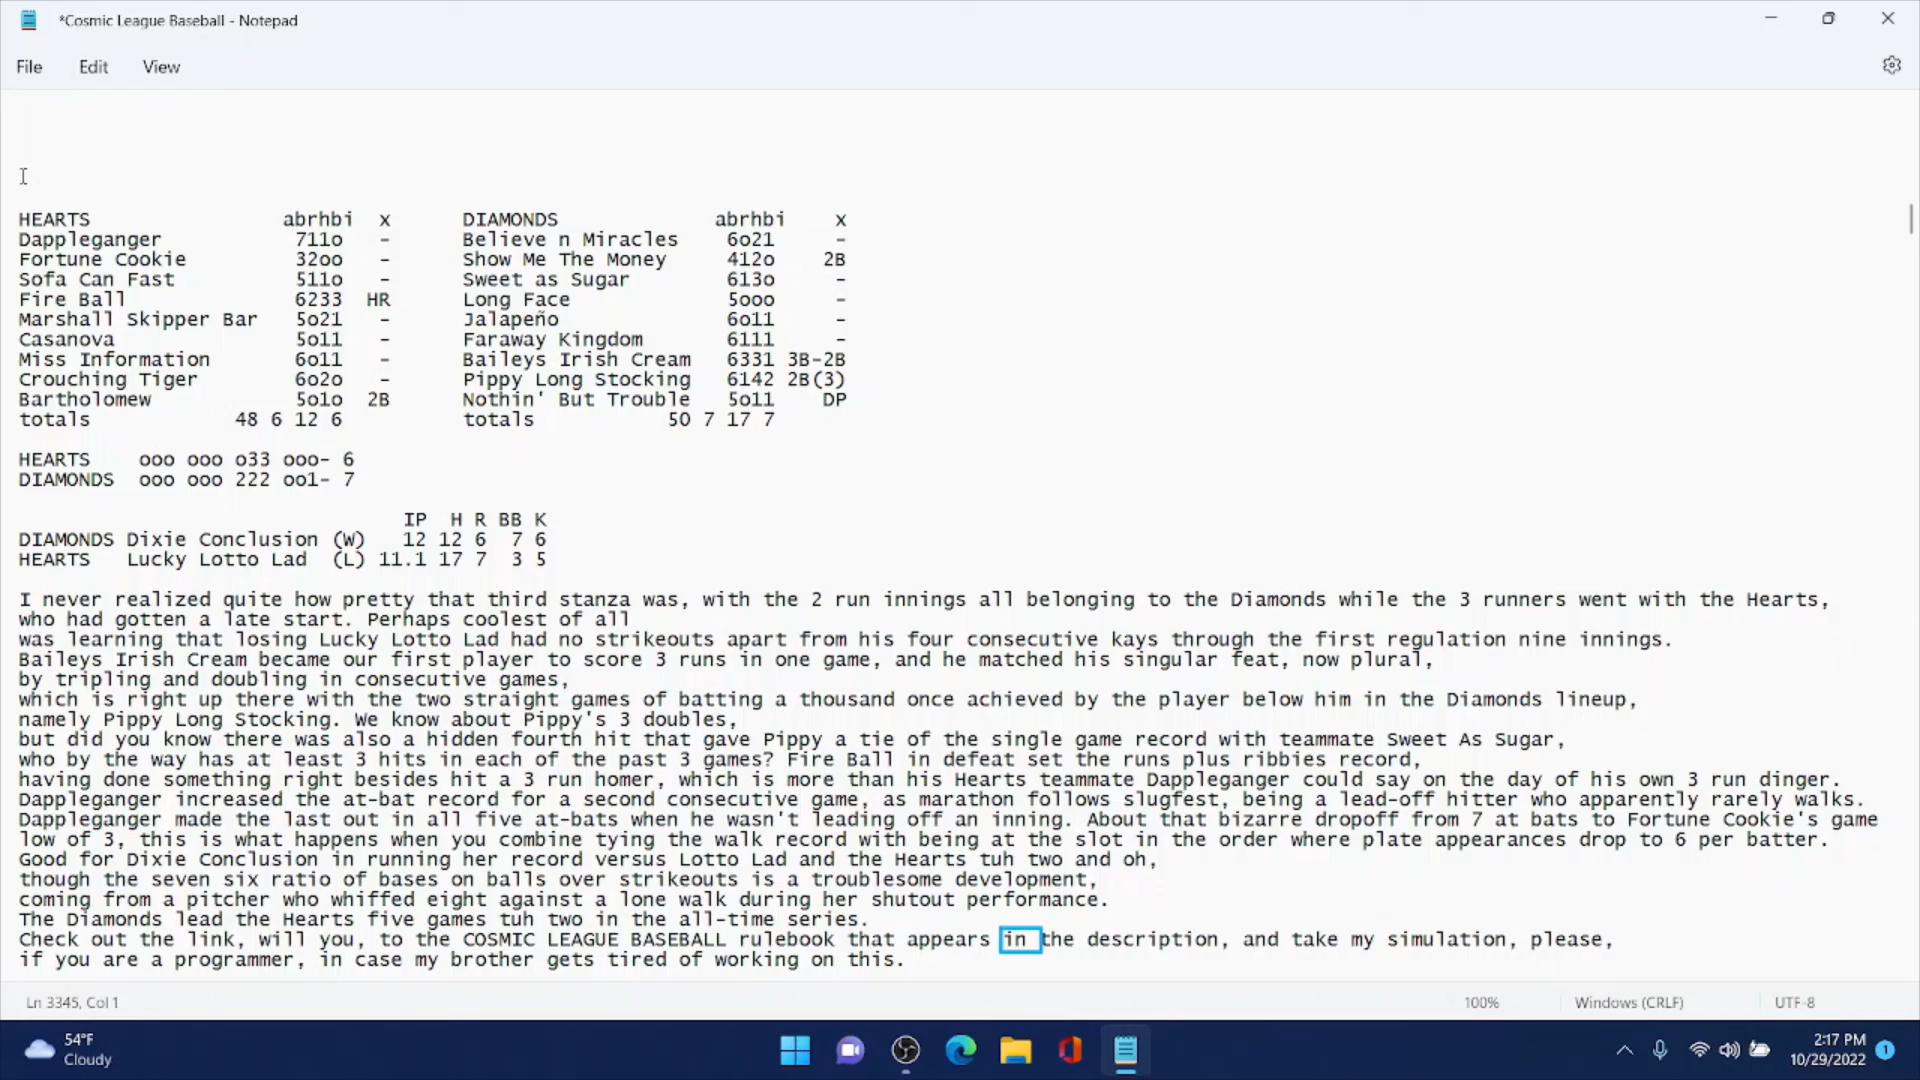 *Cosmic League Baseball - Notepad
File Edit View
HEARTS abrhbi x DIAMONDS abrhbi x
Dappleganger 711o - Believe n Miracles 6o21 -
Fortune Cookie 32oo - Show Me The Money 412o 2B
Sofa Can Fast 511o - Sweet as Sugar 613o -
Fire Ball 6233 HR Long Face 5ooo -
Marshall Skipper Bar 5o21 - Jalapeño 6o11 -
Casanova 5o11 - Faraway Kingdom 6111 -
Miss Information 6o11 - Baileys Irish Cream 6331 3B-2B
Crouching Tiger 6o2o - Pippy Long Stocking 6142 2B(3)
Bartholomew 5o1o 2B Nothin' But Trouble 5o11 DP
totals 48 6 12 6 totals 50 7 17 7
HEARTS ooo ooo o33 ooo- 6
DIAMONDS ooo ooo 222 oo1- 7
IP H R BB K
DIAMONDS Dixie Conclusion (W) 12 12 6 7 6
HEARTS Lucky Lotto Lad (L) 11.1 17 7 3 5
I never realized quite how pretty that third stanza was, with the 2 run innings all belonging to the Diamonds while the 3 runners went with the Hearts,
who had gotten a late start. Perhaps coolest of all
was learning that losing Lucky Lotto Lad had no strikeouts apart from his four consecutive kays through the first regulation nine innings.
Baileys Irish Cream became our first player to score 3 runs in one game, and he matched his singular feat, now plural,
by tripling and doubling in consecutive games,
which is right up there with the two straight games of batting a thousand once achieved by the player below him in the Diamonds lineup,
namely Pippy Long Stocking. We know about Pippy's 3 doubles,
but did you know there was also a hidden fourth hit that gave Pippy a tie of the single game record with teammate Sweet As Sugar,
who by the way has at least 3 hits in each of the past 3 games? Fire Ball in defeat set the runs plus ribbies record,
having done something right besides hit a 3 run homer, which is more than his Hearts teammate Dappleganger could say on the day of his own 3 run dinger.
Dappleganger increased the at-bat record for a second consecutive game, as marathon follows slugfest, being a lead-off hitter who apparently rarely walks.
Dappleganger made the last out in all five at-bats when he wasn't leading off an inning. About that bizarre dropoff from 7 at bats to Fortune Cookie's game
low of 3, this is what happens when you combine tying the walk record with being at the slot in the order where plate appearances drop to 6 per batter.
Good for Dixie Conclusion in running her record versus Lotto Lad and the Hearts tuh two and oh,
though the seven six ratio of bases on balls over strikeouts is a troublesome development,
coming from a pitcher who whiffed eight against a lone walk during her shutout performance.
The Diamonds lead the Hearts five games tuh two in the all-time series.
Check out the link, will you, to the COSMIC LEAGUE BASEBALL rulebook that appears in the description, and take my simulation, please,
if you are a programmer, in case my brother gets tired of working on this.
Ln 3345, Col 1 100% Windows (CRLF) UTF-8
54°F
Cloudy
2:17 PM
10/29/2022
1